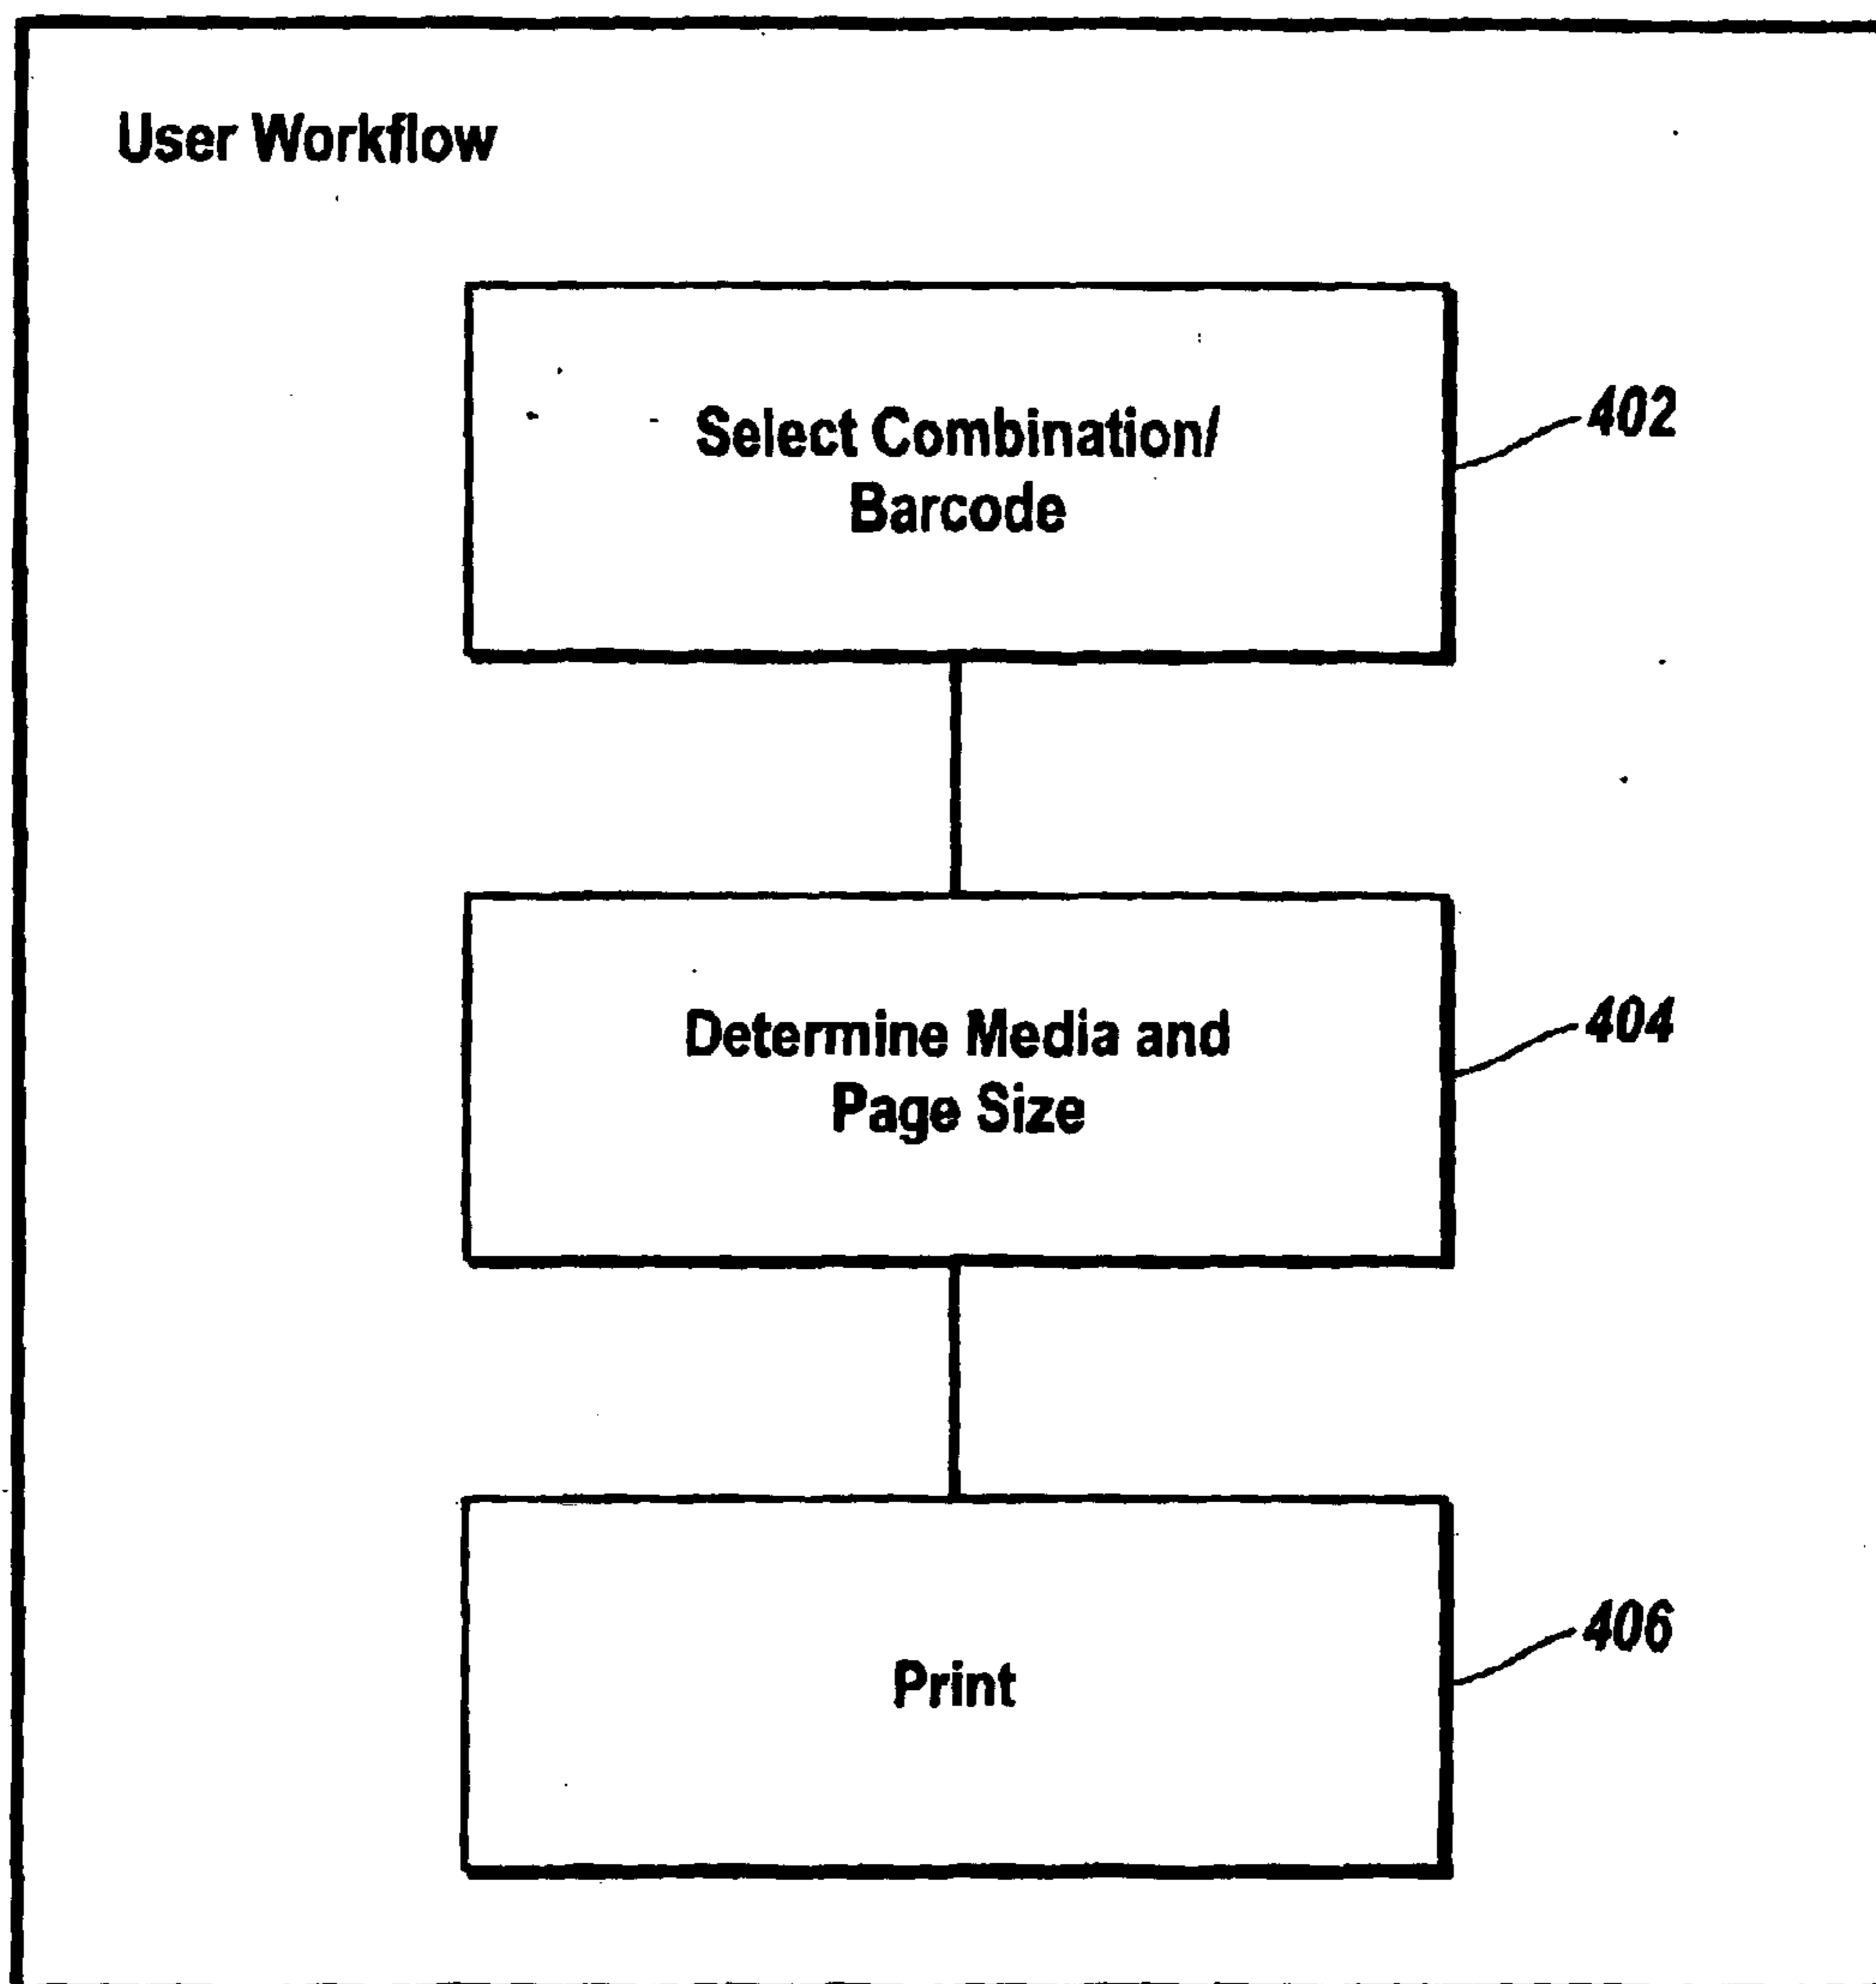 User Workflow
Select Combination/
Barcode
402
Determine Media and
Page Size
404
Print
406